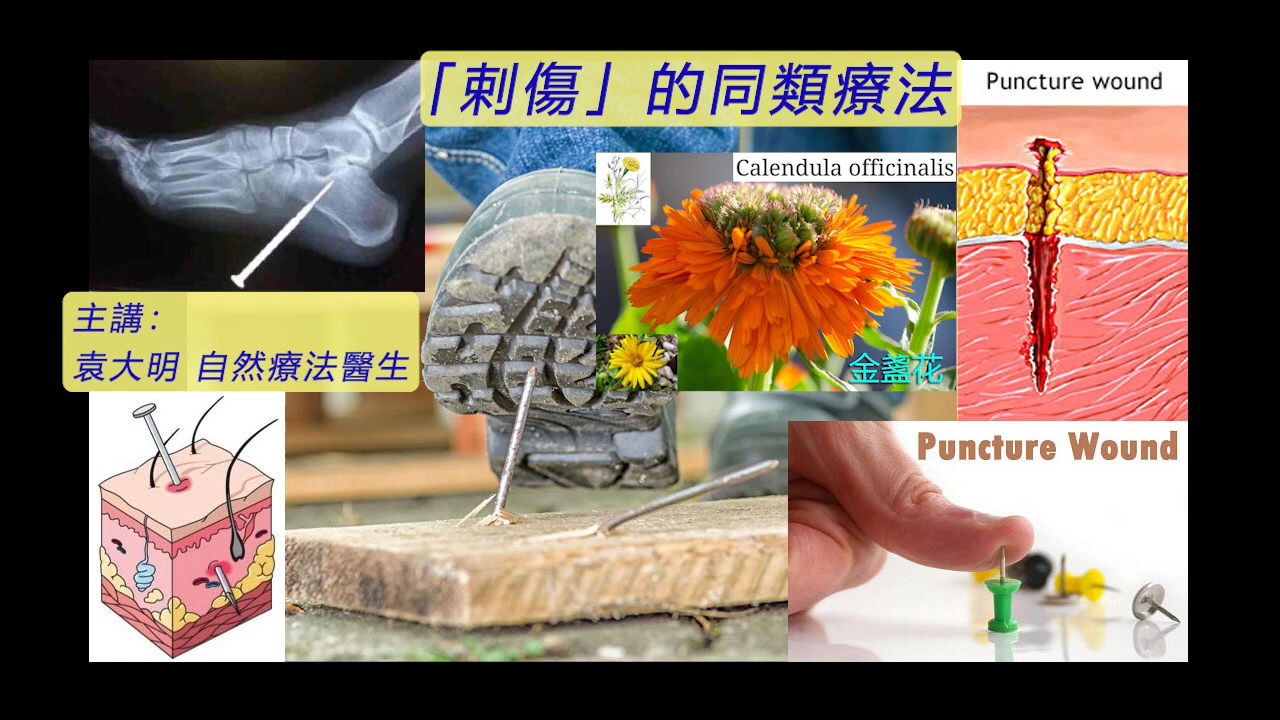 「刺傷」的同類療法
Puncture wound
Calendula officinalis
主講：
袁大明 自然療法醫生
金盞花
Puncture Wound